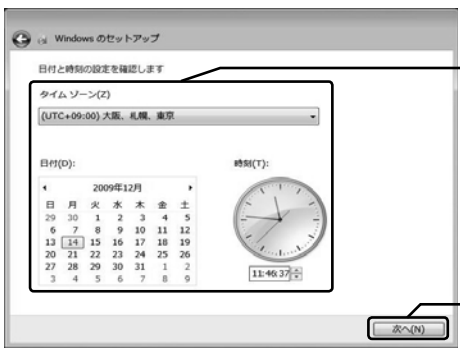 Windows のセットアップ
日付と時刻の設定を確認します
タイム ゾーン(Z)
(UTC+09:00) 大阪、札幌、東京
日付(D):
時刻(T):
2009年12月
日 月 火 水 木 金 土
29 30 1 2 3 4 5
6 7 8 9 10 11 12
13 14 15 16 17 18 19
20 21 22 23 24 25 26
27 28 29 30 31 1 2
3 4 5 6 7 8 9
11:46:37
次へ(N)